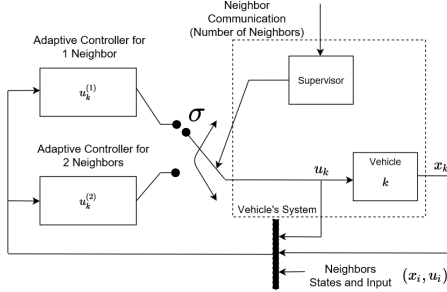 Neighbor
Communication
(Number of Neighbors)
Adaptive Controller for
1 Neighbor
u_k^{(1)}
Supervisor
σ
Adaptive Controller for
2 Neighbors
u_k^{(2)}
u_k
Vehicle
k
x_k
Vehicle's System
Neighbors
States and Input
(x_i, u_i)